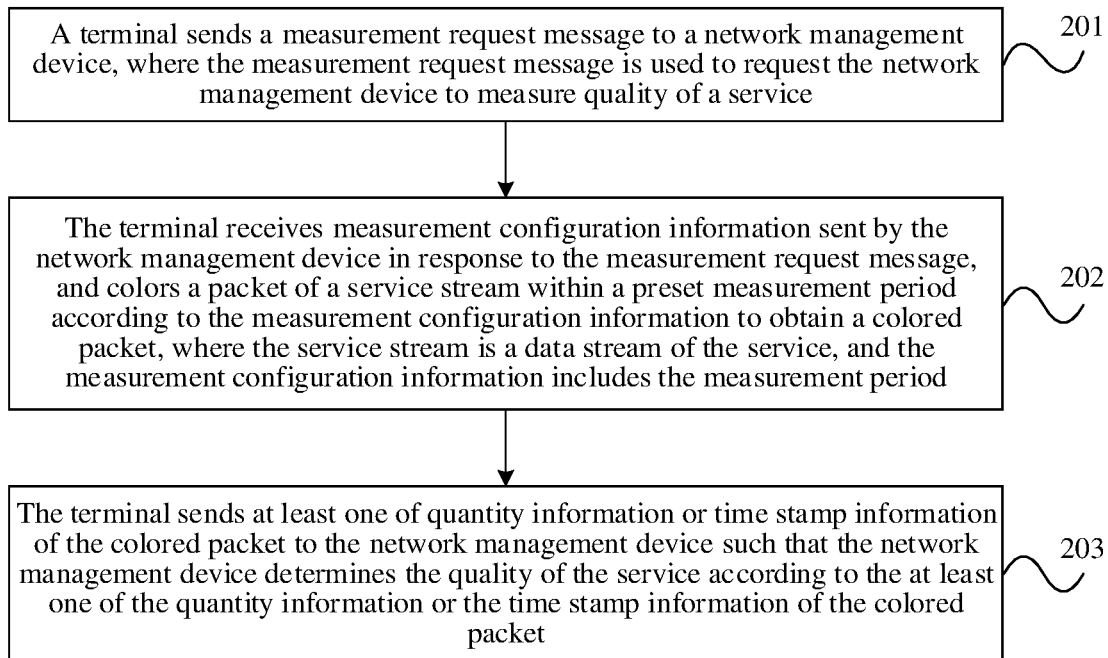 A terminal sends a measurement request message to a network management
device, where the measurement request message is used to request the network
management device to measure quality of a service
201
The terminal receives measurement configuration information sent by the
network management device in response to the measurement request message,
and colors a packet of a service stream within a preset measurement period
according to the measurement configuration information to obtain a colored
packet, where the service stream is a data stream of the service, and the
measurement configuration information includes the measurement period
202
The terminal sends at least one of quantity information or time stamp information
of the colored packet to the network management device such that the network
management device determines the quality of the service according to the at least
one of the quantity information or the time stamp information of the colored
packet
203